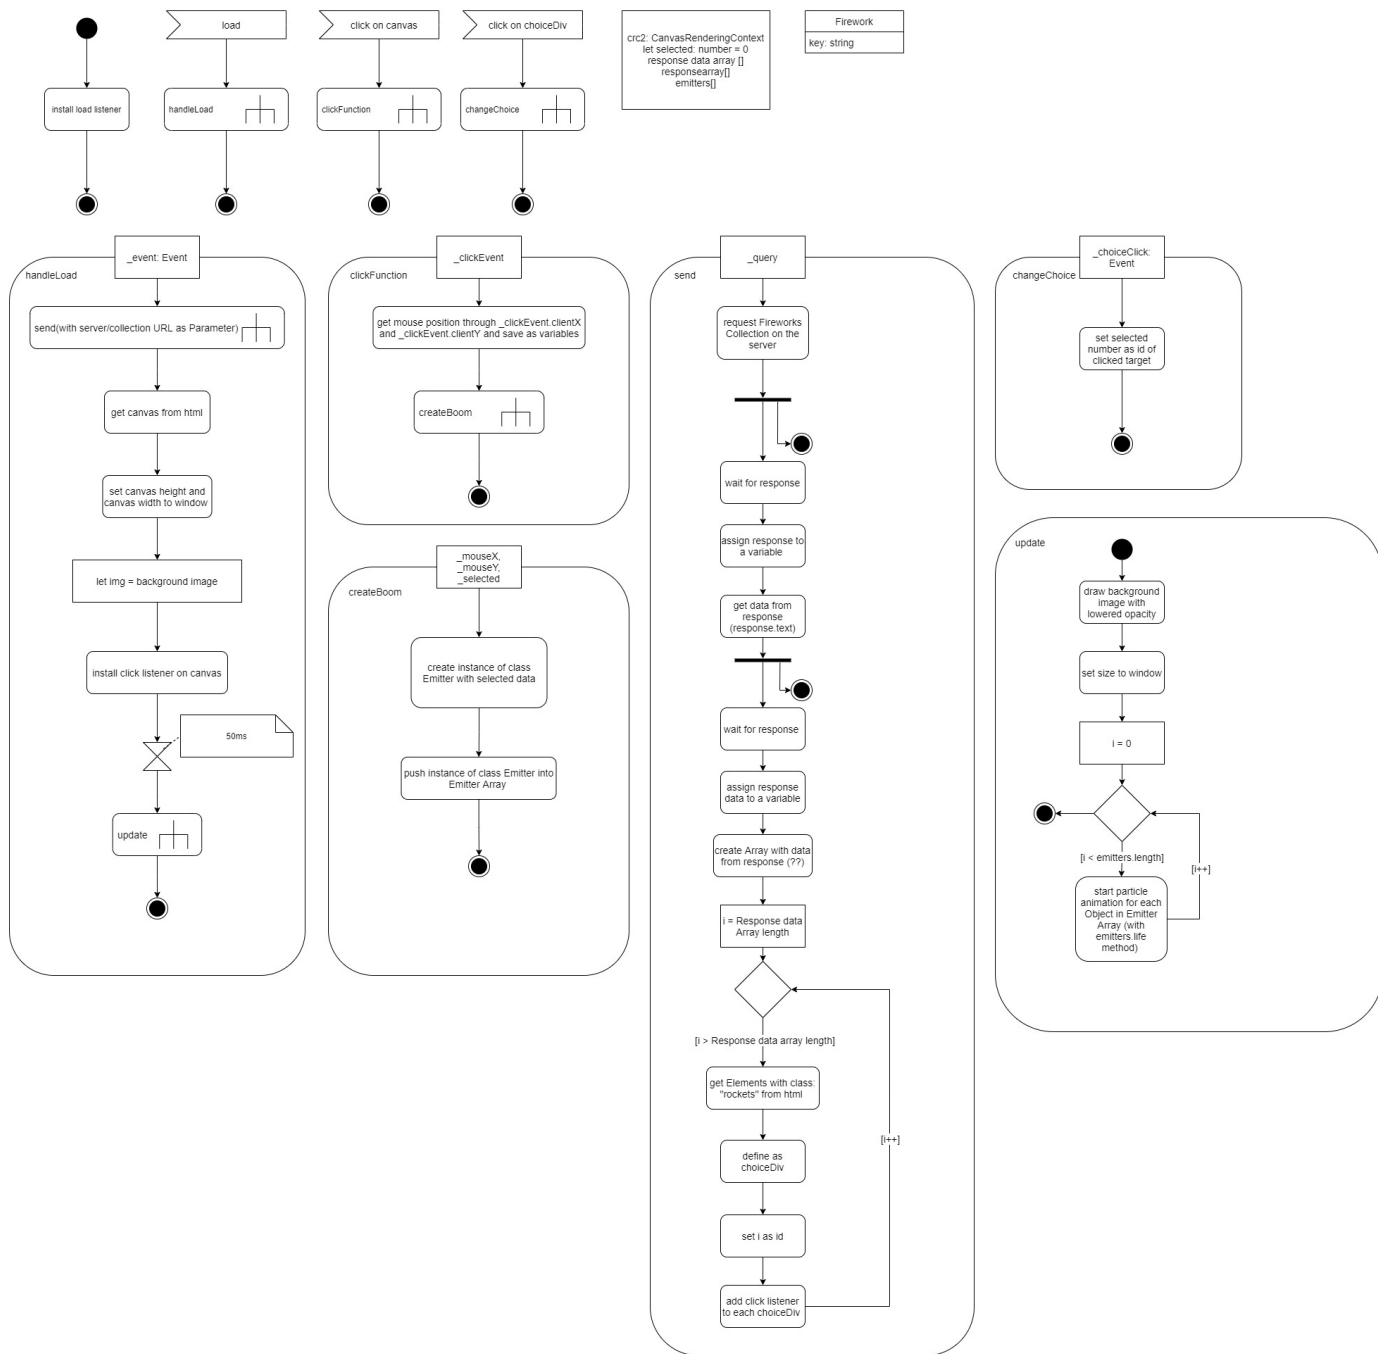 load
click on canvas
click on choiceDiv
crc2: CanvasRenderingContext
let selected: number = 0
response data array []
responsearray[]
emitters[]
Firework
key: string
install load listener
handleLoad
clickFunction
changeChoice
handleLoad
_event: Event
send(with server/collection URL as Parameter)
get canvas from html
set canvas height and
canvas width to window
let img = background image
install click listener on canvas
50ms
update
clickFunction
_clickEvent
get mouse position through _clickEvent.clientX
and _clickEvent.clientY and save as variables
createBoom
createBoom
_mouseX,
_mouseY,
_selected
create instance of class
Emitter with selected data
push instance of class Emitter into
Emitter Array
send
_query
request Fireworks
Collection on the
server
wait for response
assign response to
a variable
get data from
response
(response.text)
wait for response
assign response
data to a variable
create Array with data
from response (??)
i = Response data
Array length
[i > Response data array length]
get Elements with class:
"rockets" from html
define as
choiceDiv
set i as id
add click listener
to each choiceDiv
[i++]
changeChoice
_choiceClick:
Event
set selected
number as id of
clicked target
update
draw background
image with
lowered opacity
set size to window
i = 0
[i < emitters.length]
[i++]
start particle
animation for each
Object in Emitter
Array (with
emitters.life
method)